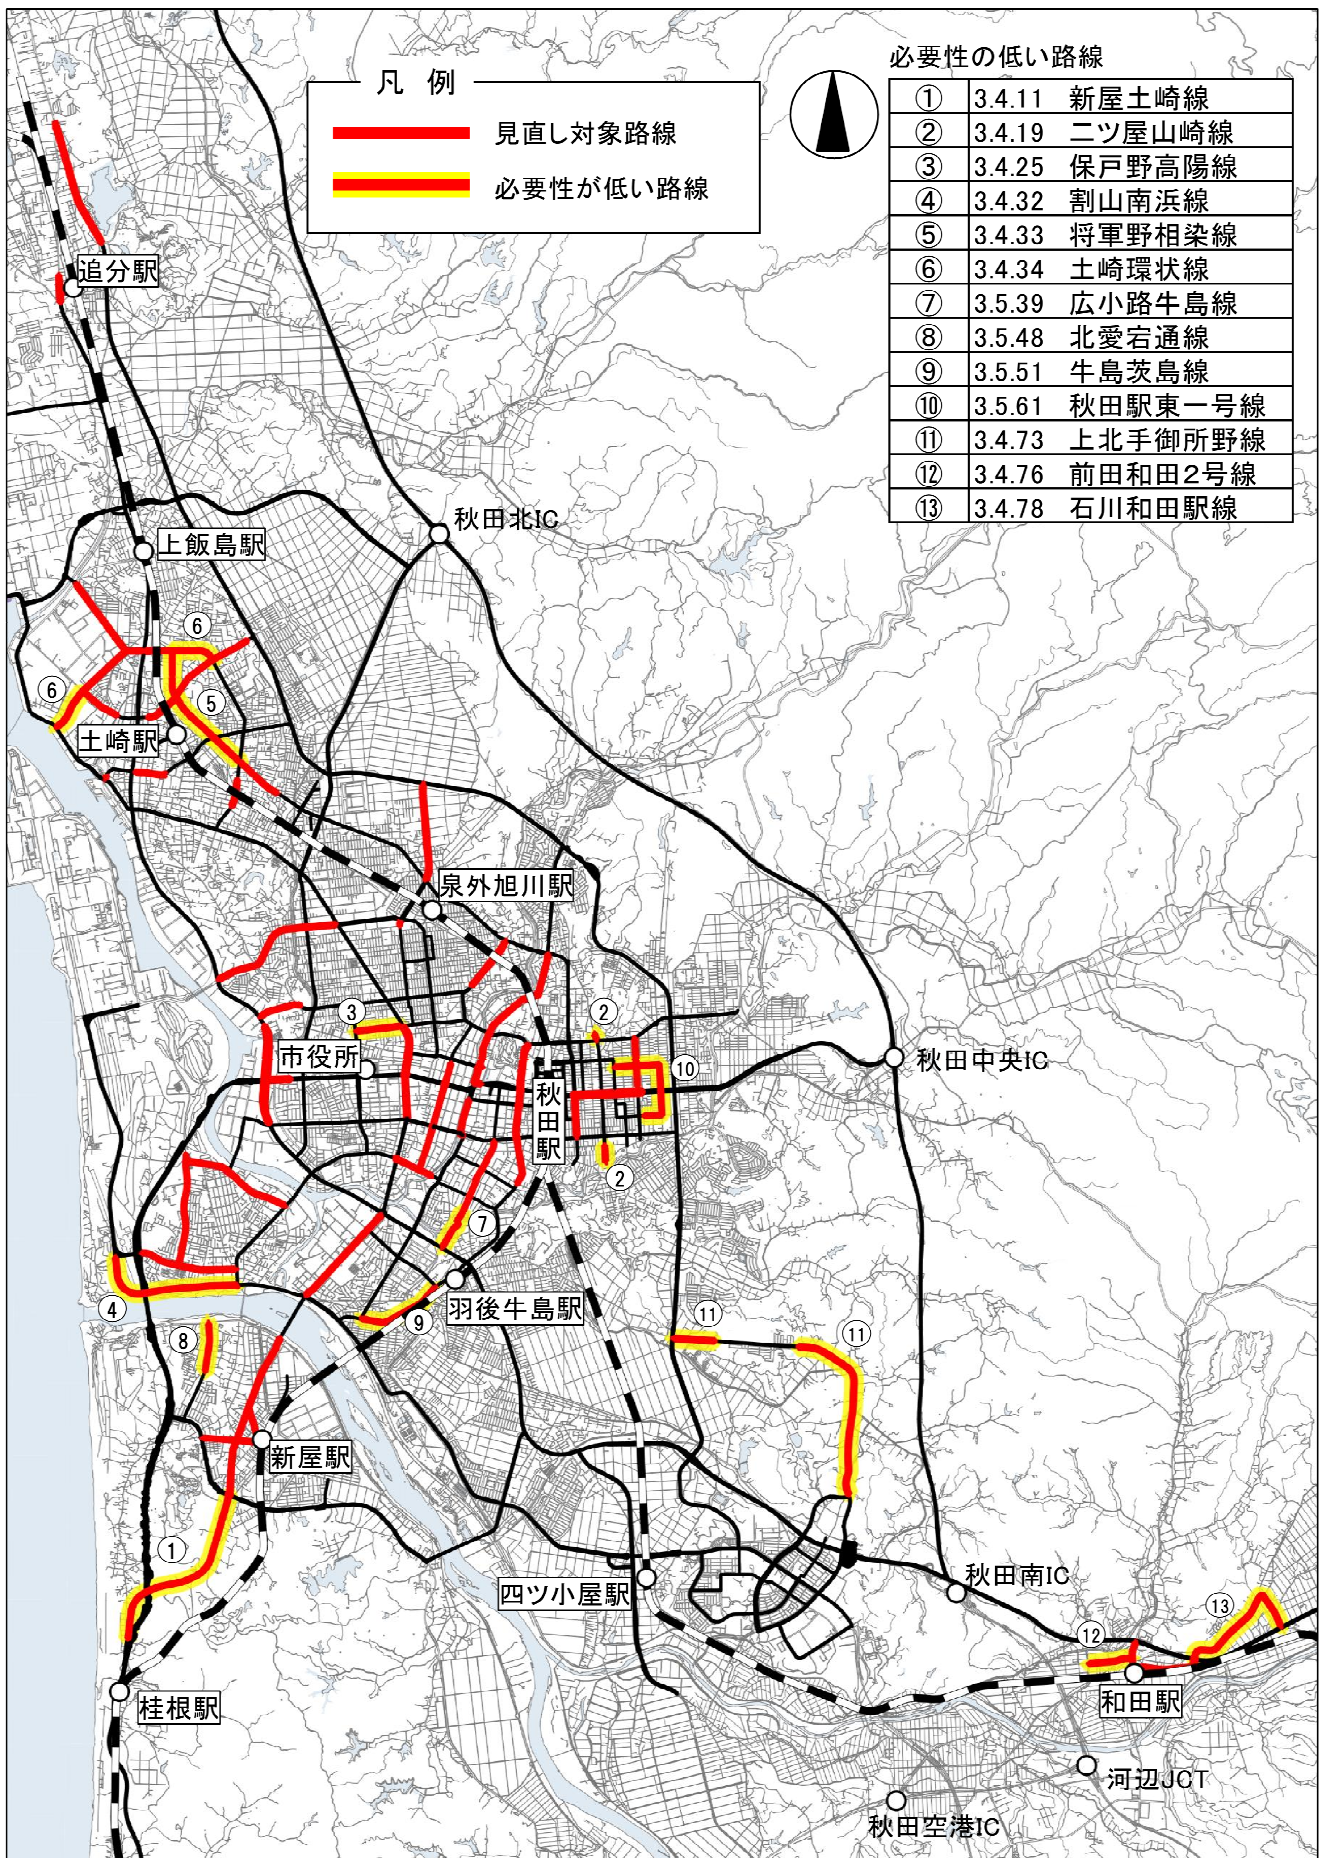 凡 例
見直し対象路線
必要性が低い路線
必要性の低い路線
① 3.4.11 新屋土崎線
② 3.4.19 二ツ屋山崎線
③ 3.4.25 保戸野高陽線
④ 3.4.32 割山南浜線
⑤ 3.4.33 将軍野相染線
⑥ 3.4.34 土崎環状線
⑦ 3.5.39 広小路牛島線
⑧ 3.5.48 北愛宕通線
⑨ 3.5.51 牛島茨島線
⑩ 3.5.61 秋田駅東一号線
⑪ 3.4.73 上北手御所野線
⑫ 3.4.76 前田和田2号線
⑬ 3.4.78 石川和田駅線
追分駅
秋田北IC
上飯島駅
⑥
⑥
⑤
土崎駅
泉外旭川駅
③
②
市役所
秋田中央IC
⑩
秋田駅
②
⑦
④
羽後牛島駅
⑨
⑧
⑪
⑪
新屋駅
①
四ツ小屋駅
秋田南IC
⑬
⑫
和田駅
桂根駅
河辺JCT
秋田空港IC